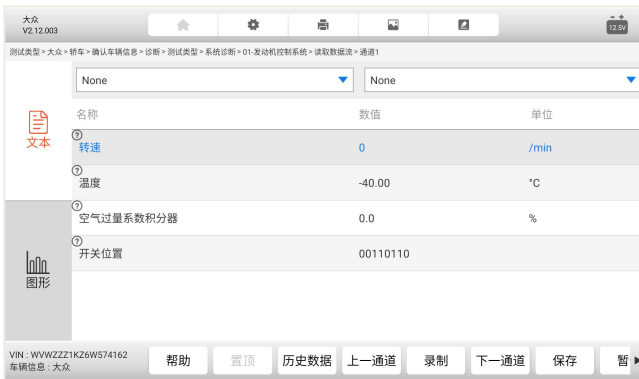 大众
V2.12.003
12.5V
测试类型 > 大众 > 轿车 > 确认车辆信息 > 诊断 > 测试类型 > 系统诊断 > 01-发动机控制系统 > 读取数据流 > 通道1
None None
名称 数值 单位
文本
转速 0 /min
温度 -40.00 °C
空气过量系数积分器 0.0 %
开关位置 00110110
图形
VIN : WVWZZZ1KZ6W574162
车辆信息 : 大众
帮助 置顶 历史数据 上一通道 录制 下一通道 保存 暂